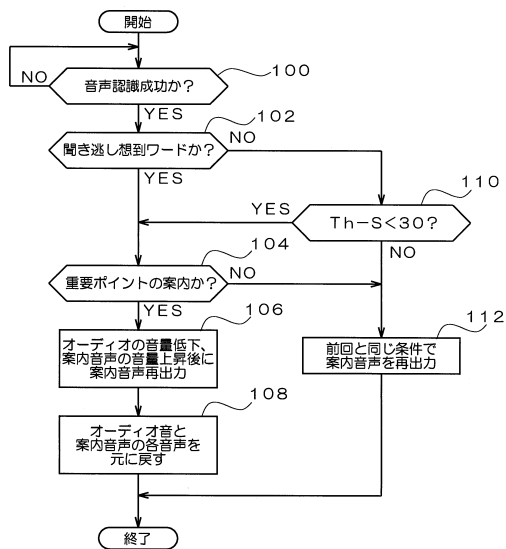 開始
100
NO
音声認識成功か?
YES
102
NO
聞き逃し想到ワードか?
YES
110
YES
Th−S<30?
NO
104
NO
重要ポイントの案内か?
YES
106
オーディオの音量低下、
案内音声の音量上昇後に
案内音声再出力
112
前回と同じ条件で
案内音声を再出力
108
オーディオ音と
案内音声の各音声を
元に戻す
終了